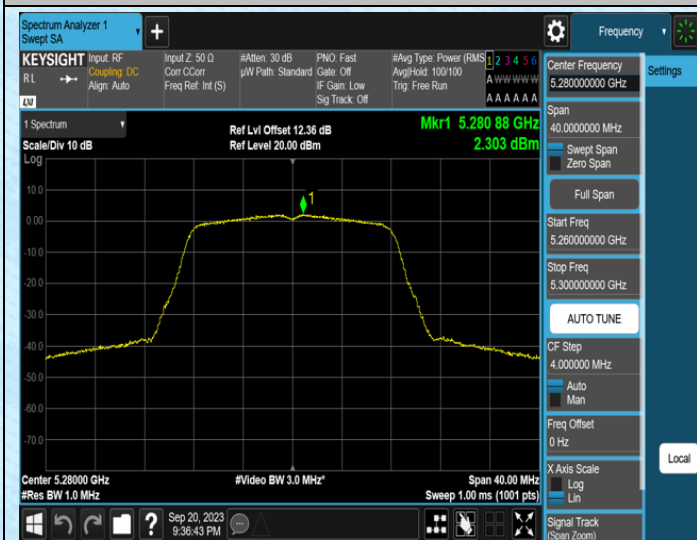 Spectrum Analyzer 1
Swept SA
Frequency
KEYSIGHT
RL
LXI
Input: RF
Coupling: DC
Align: Auto
Input Z: 50 Ω
Corr CCorr
Freq Ref: Int (S)
#Atten: 30 dB
µW Path: Standard
PNO: Fast
Gate: Off
IF Gain: Low
Sig Track: Off
#Avg Type: Power (RMS
Avg|Hold: 100/100
Trig: Free Run
1 2 3 4 5 6
A W W W W W
A A A A A A
1 Spectrum
Scale/Div 10 dB
Log
Ref Lvl Offset 12.36 dB
Ref Level 20.00 dBm
Mkr1 5.280 88 GHz
2.303 dBm
1
10.0
0.00
-10.0
-20.0
-30.0
-40.0
-50.0
-60.0
-70.0
Center 5.28000 GHz
#Res BW 1.0 MHz
#Video BW 3.0 MHz*
Span 40.00 MHz
Sweep 1.00 ms (1001 pts)
?
Sep 20, 2023
9:36:43 PM
Center Frequency
5.280000000 GHz
Span
40.0000000 MHz
Swept Span
Zero Span
Full Span
Start Freq
5.260000000 GHz
Stop Freq
5.300000000 GHz
AUTO TUNE
CF Step
4.000000 MHz
Auto
Man
Freq Offset
0 Hz
X Axis Scale
Log
Lin
Signal Track
(Span Zoom)
Settings
Local